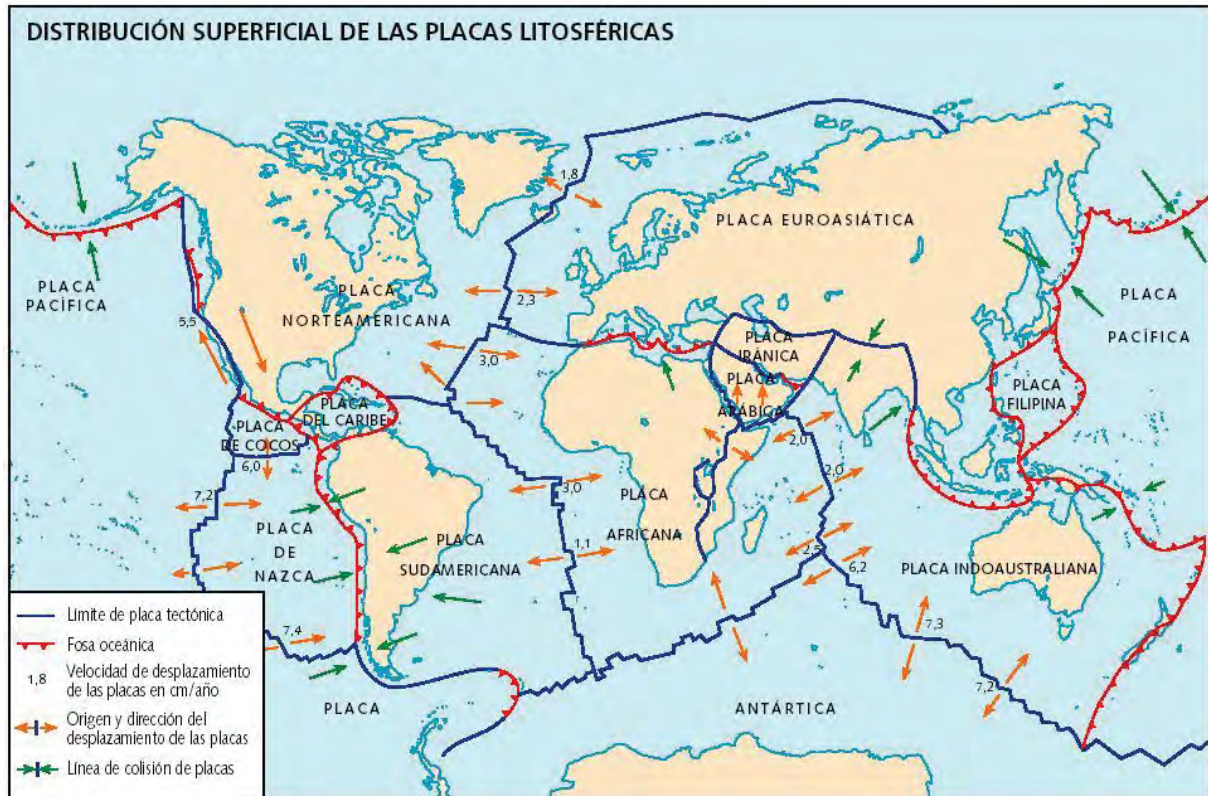 DISTRIBUCIÓN SUPERFICIAL DE LAS PLACAS LITOSFÉRICAS
1,8
PLACA EUROASIÁTICA
PLACA
PACÍFICA
PLACA
NORTEAMERICANA
2,3
5,5
3,0
PLACA
IRÁNICA
PLACA
ARÁBICA
PLACA
PACÍFICA
PLACA
FILIPINA
PLACA
DEL CARIBE
PLACA
DE COCOS
6,0
2,0
2,0
7,2
3,0
PLACA
AFRICANA
PLACA
DE
NAZCA
PLACA
SUDAMERICANA
1,1
2,5
6,2
PLACA INDOAUSTRALIANA
7,4
7,3
7,2
PLACA
ANTÁRTICA
Límite de placa tectónica
Fosa oceánica
1,8
Velocidad de desplazamiento
de las placas en cm/año
Origen y dirección del
desplazamiento de las placas
Línea de colisión de placas